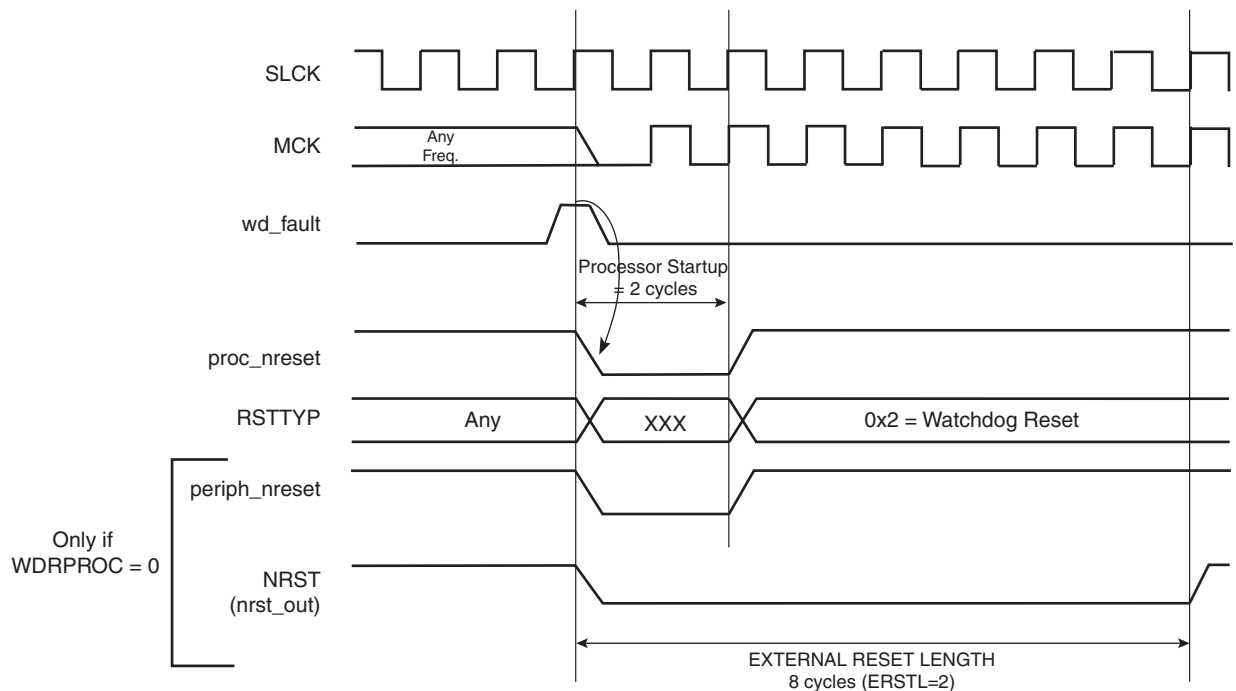 SLCK
MCK
Any
Freq.
wd_fault
Processor Startup
= 2 cycles
proc_nreset
RSTTYP
Any
XXX
0x2 = Watchdog Reset
periph_nreset
Only if
WDRPROC = 0
NRST
(nrst_out)
EXTERNAL RESET LENGTH
8 cycles (ERSTL=2)